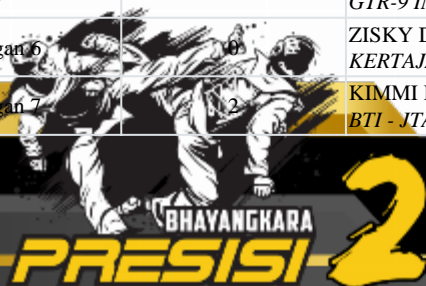 GTR-9 I
gan 6 0 ZISKY D
KERTAJ
gan 7 2 KIMMI
BTI - JTA
BHAYANGKARA
PRESISI 2